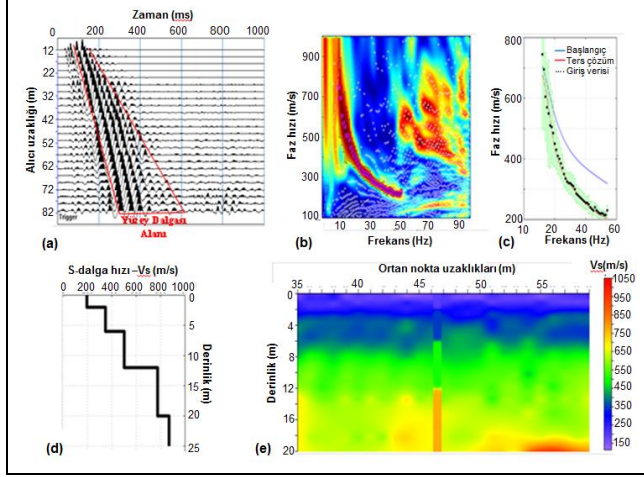 Zaman (ms)
0 200 400 600 800 1000
Alıcı uzaklığı (m)
12
22
32
42
52
62
72
82
Trigger
Yüzey Dalgası
Alanı
(a)
Faz hızı (m/s)
900
700
500
300
100
10 30 50 70 90
Frekans (Hz)
(b)
Faz hızı (m/s)
800
600
400
200
Başlangıç
Ters çözüm
Giriş verisi
10 20 40 60
Frekans (Hz)
(c)
S-dalga hızı –Vs (m/s)
0 200 400 600 800 1000
0
5
10
15
20
25
Derinlik (m)
(d)
Ortan nokta uzaklıkları (m)
35 40 45 50 55
Derinlik (m)
0
4
8
12
16
20
(e)
Vs(m/s)
1050
950
850
750
650
550
450
350
250
150